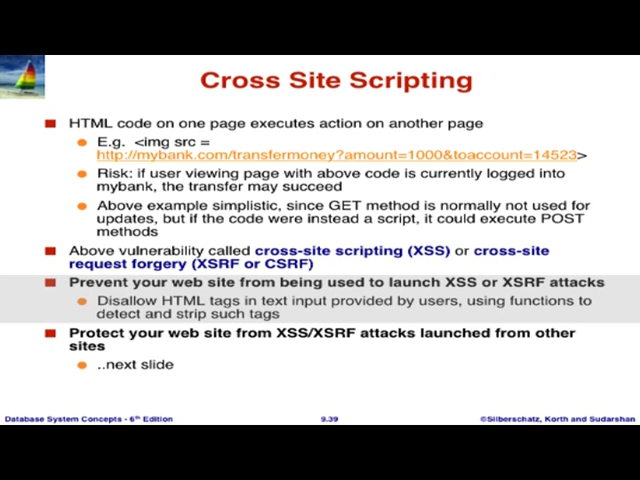 Cross Site Scripting
HTML code on one page executes action on another page
E.g. <img src =
http://mybank.com/transfermoney?amount=1000&toaccount=14523>
Risk: if user viewing page with above code is currently logged into
mybank, the transfer may succeed
Above example simplistic, since GET method is normally not used for
updates, but if the code were instead a script, it could execute POST
methods
Above vulnerability called cross-site scripting (XSS) or cross-site
request forgery (XSRF or CSRF)
Prevent your web site from being used to launch XSS or XSRF attacks
Disallow HTML tags in text input provided by users, using functions to
detect and strip such tags
Protect your web site from XSS/XSRF attacks launched from other
sites
..next slide
Database System Concepts - 6th Edition
9.39
©Silberschatz, Korth and Sudarshan